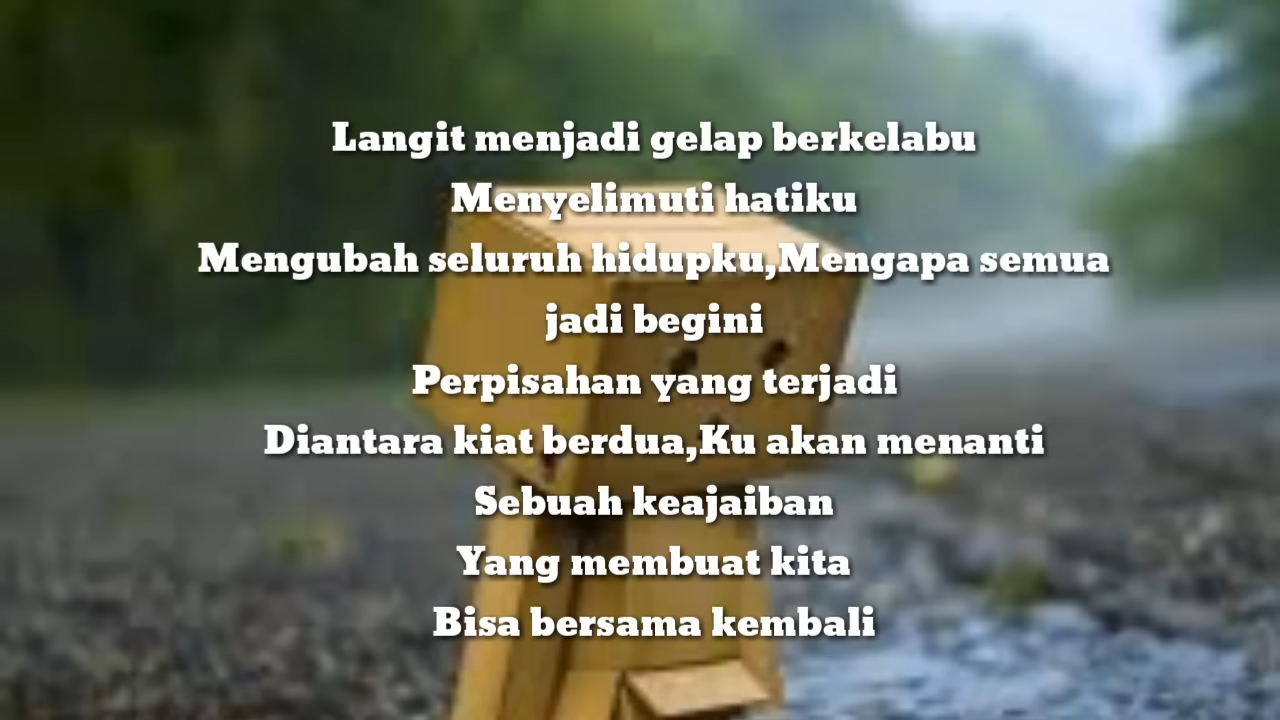 Langit menjadi gelap berkelabu
Menyelimuti hatiku
Mengubah seluruh hidupku,Mengapa semua
jadi begini
Perpisahan yang terjadi
Diantara kiat berdua,Ku akan menanti
Sebuah keajaiban
Yang membuat kita
Bisa bersama kembali